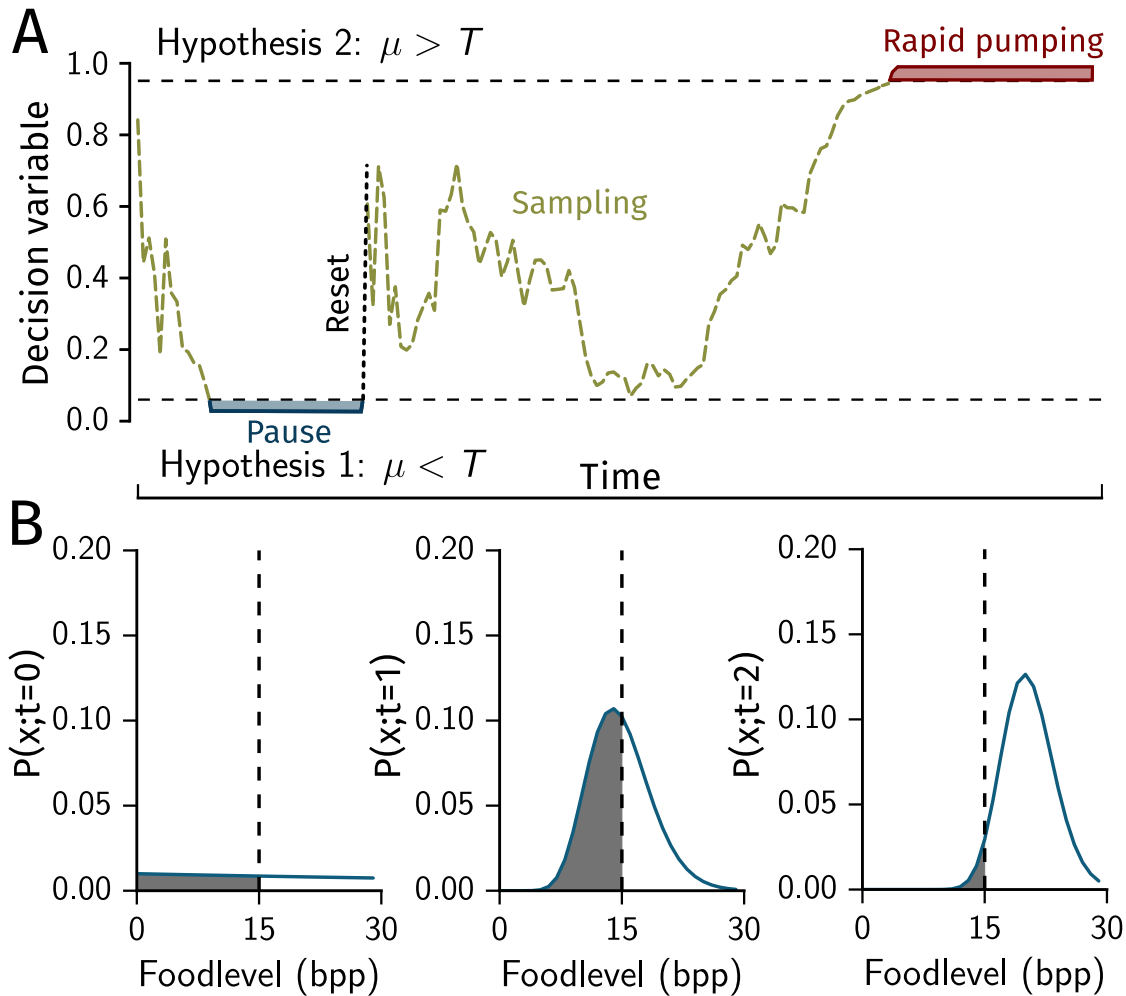 A
Hypothesis 2: μ > T
Rapid pumping
1.0
0.8
0.6
0.4
0.2
0.0
Decision variable
Sampling
Reset
Pause
Hypothesis 1: μ < T
Time
B
0.20
0.15
0.10
0.05
0.00
P(x;t=0)
0
15
30
Foodlevel (bpp)
0.20
0.15
0.10
0.05
0.00
P(x;t=1)
0
15
30
Foodlevel (bpp)
0.20
0.15
0.10
0.05
0.00
P(x;t=2)
0
15
30
Foodlevel (bpp)